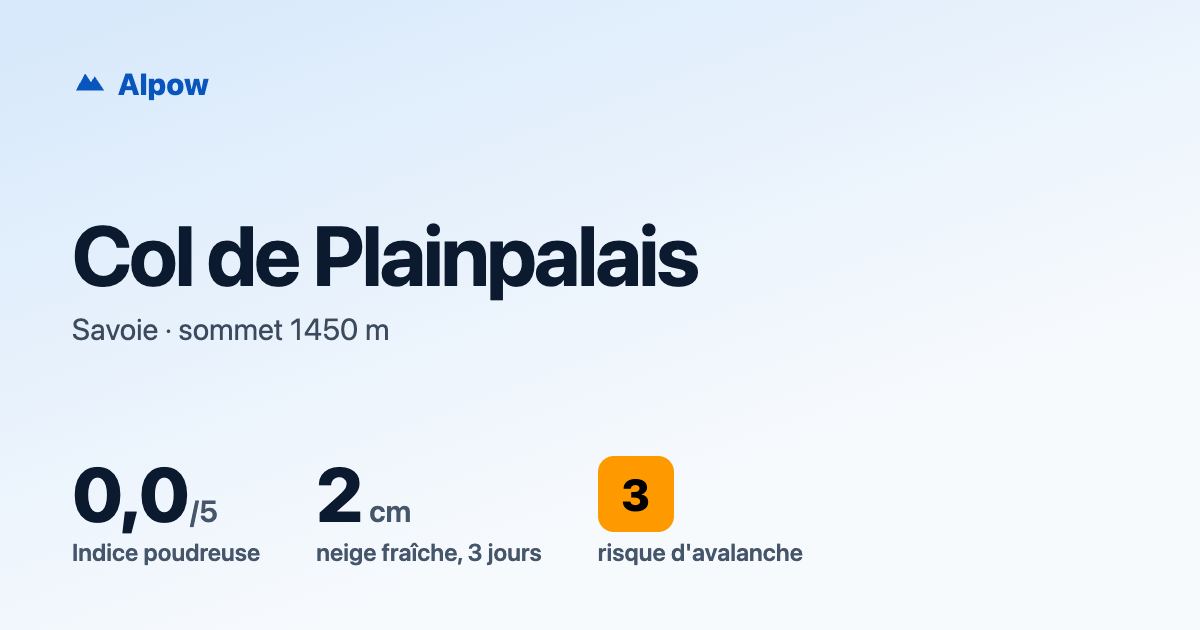 Alpow
Col de Plainpalais
Savoie · sommet 1450 m
0,0/5
Indice poudreuse
2 cm
neige fraîche, 3 jours
3
risque d'avalanche